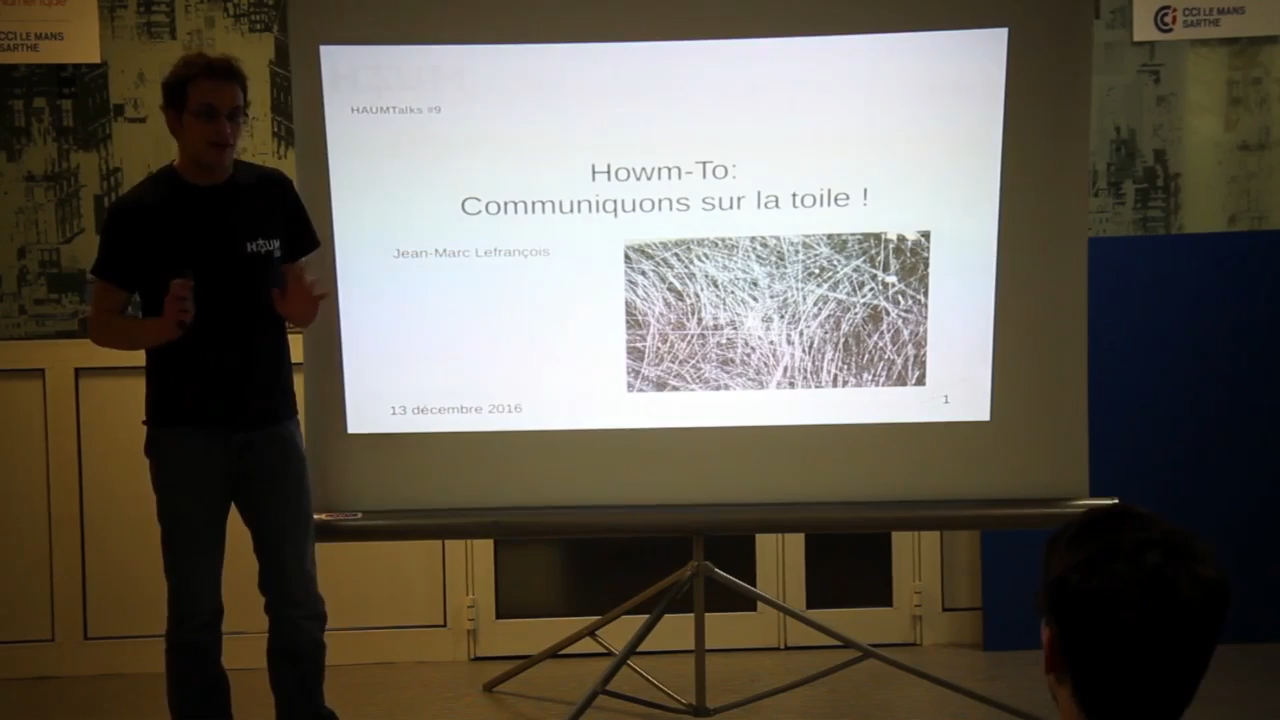 CCI LE MANS
SARTHE
CCI LE MANS
SARTHE
HAUMTalks #9
Howm-To:
Communiquons sur la toile !
Jean-Marc Lefrançois
13 décembre 2016
1
HAUM